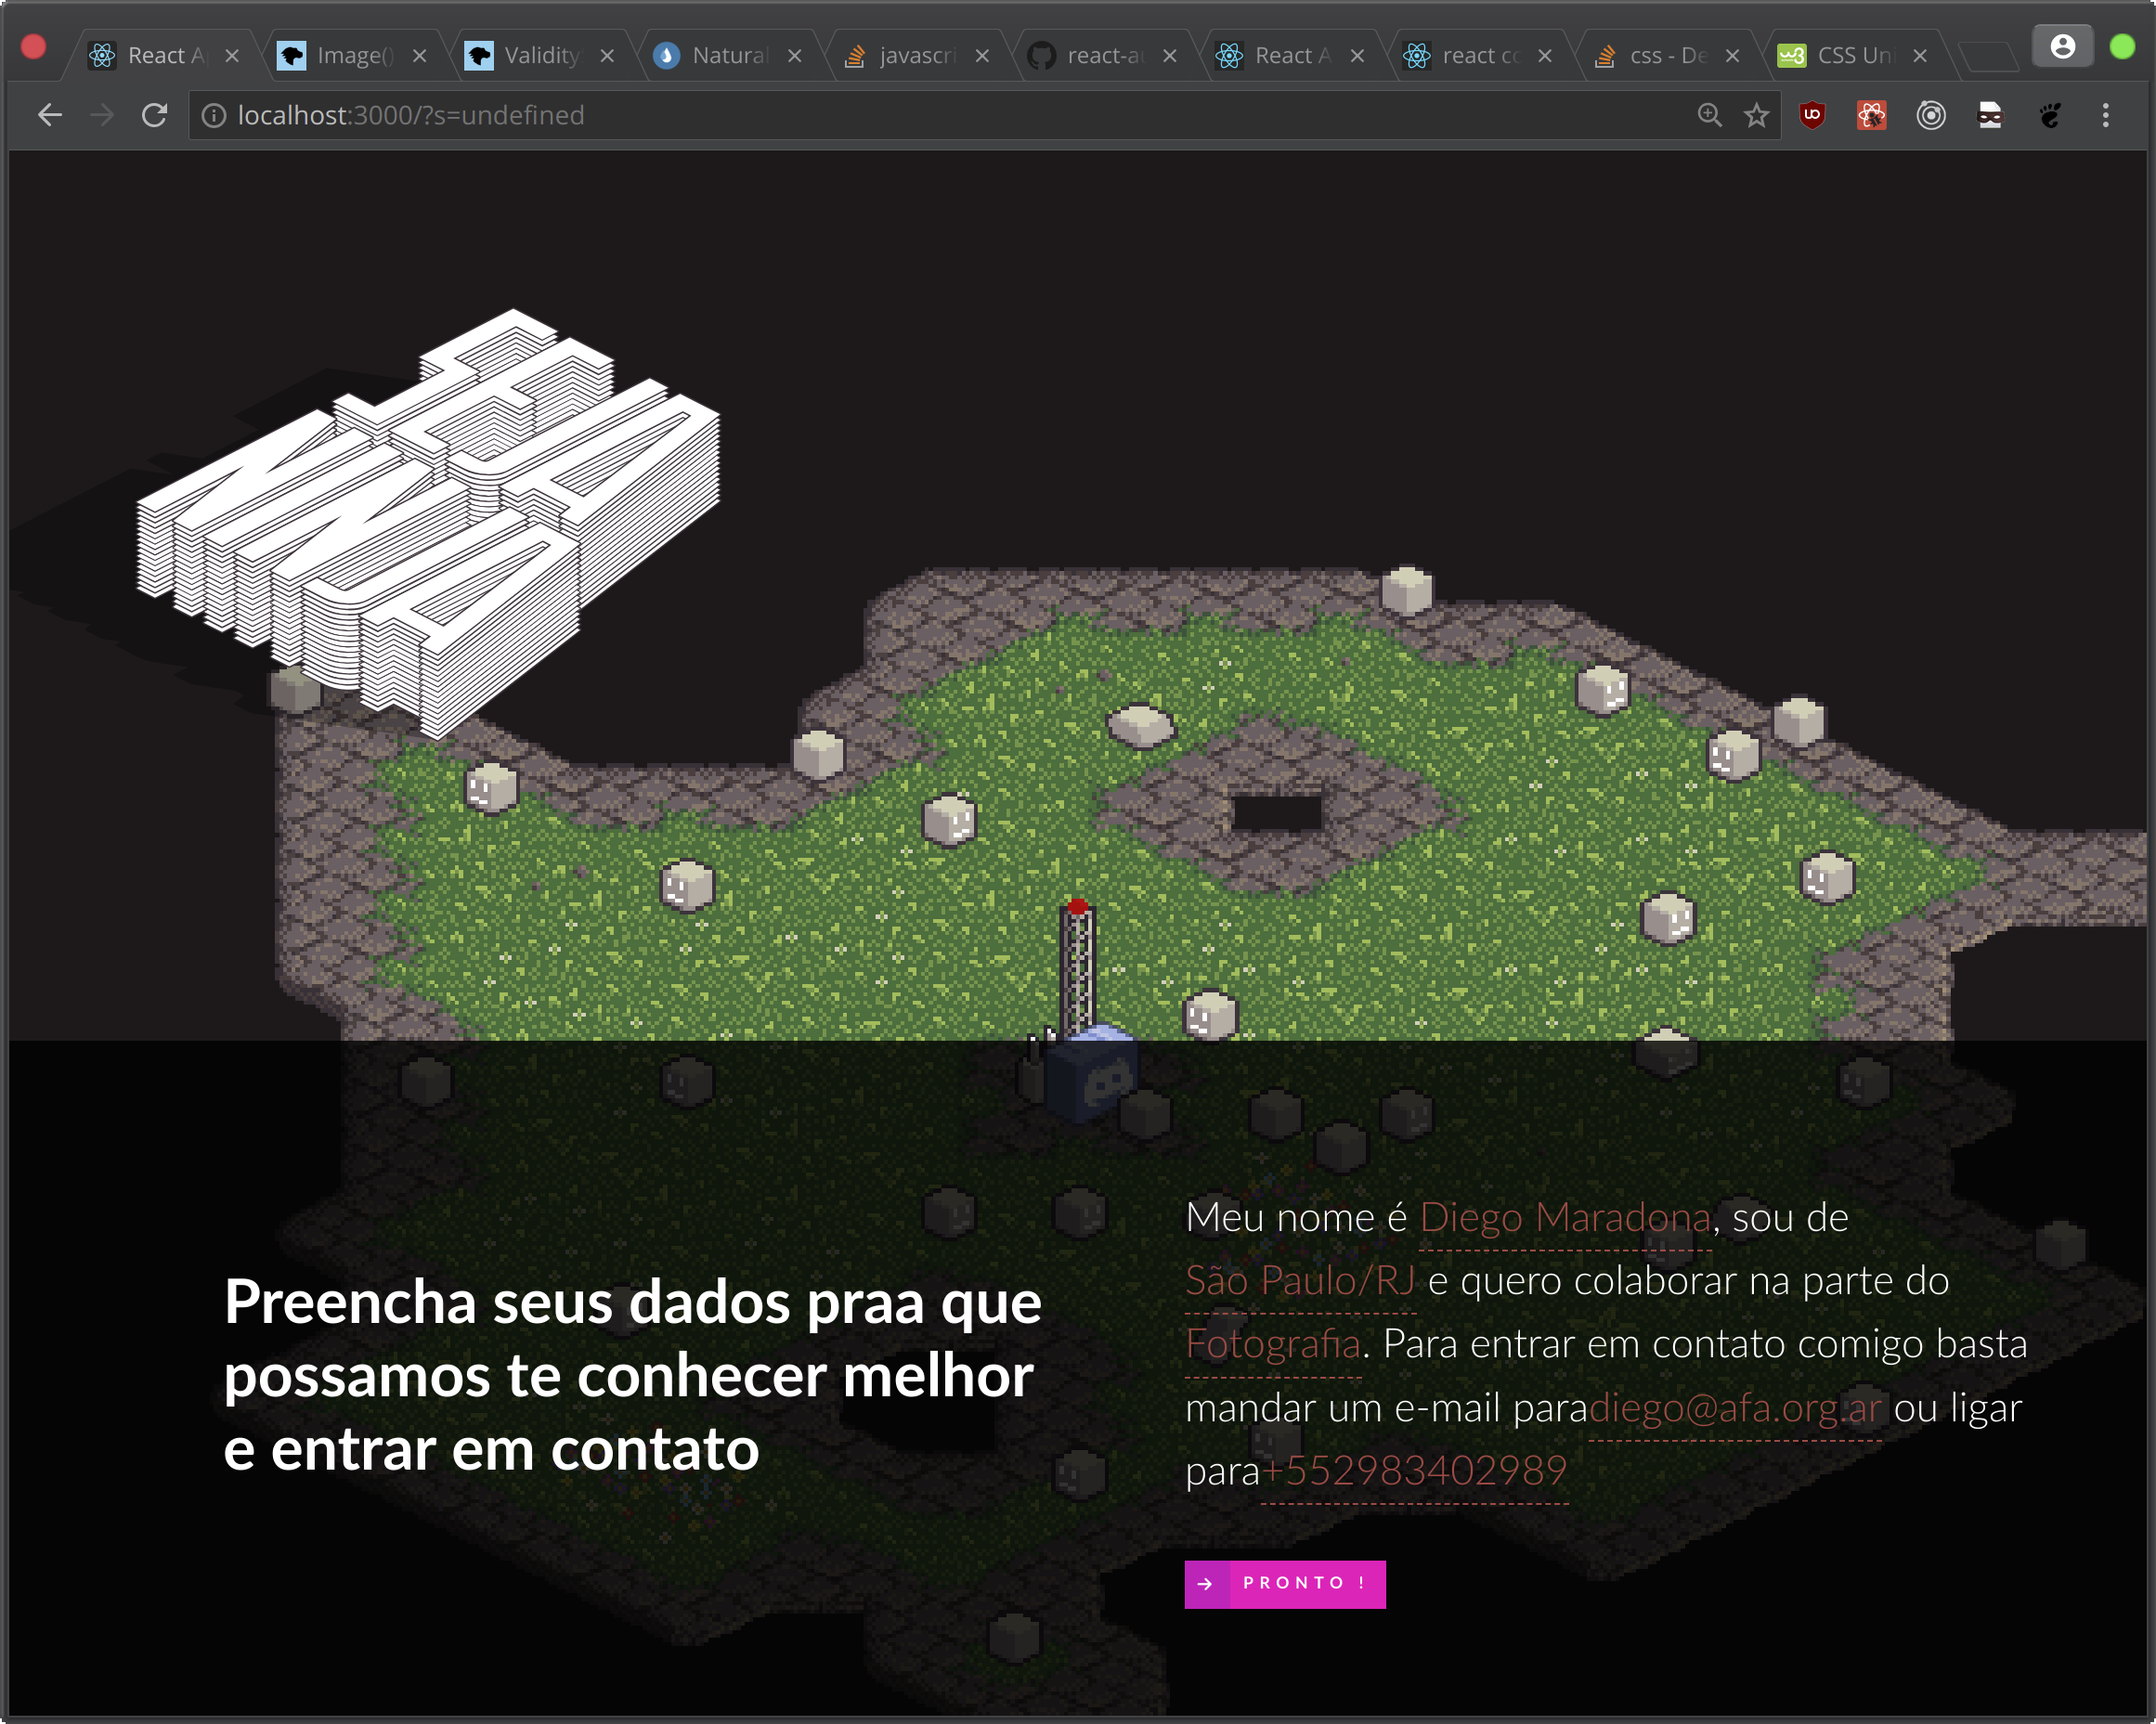 React A
Image()
Validity
Natural
javascri
react-au
React A
react co
css - De
CSS Uni
localhost:3000/?s=undefined
Preencha seus dados praa que
possamos te conhecer melhor
e entrar em contato
Meu nome é Diego Maradona, sou de
São Paulo/RJ e quero colaborar na parte do
Fotografia. Para entrar em contato comigo basta
mandar um e-mail paradiego@afa.org.ar ou ligar
para+552983402989
PRONTO !